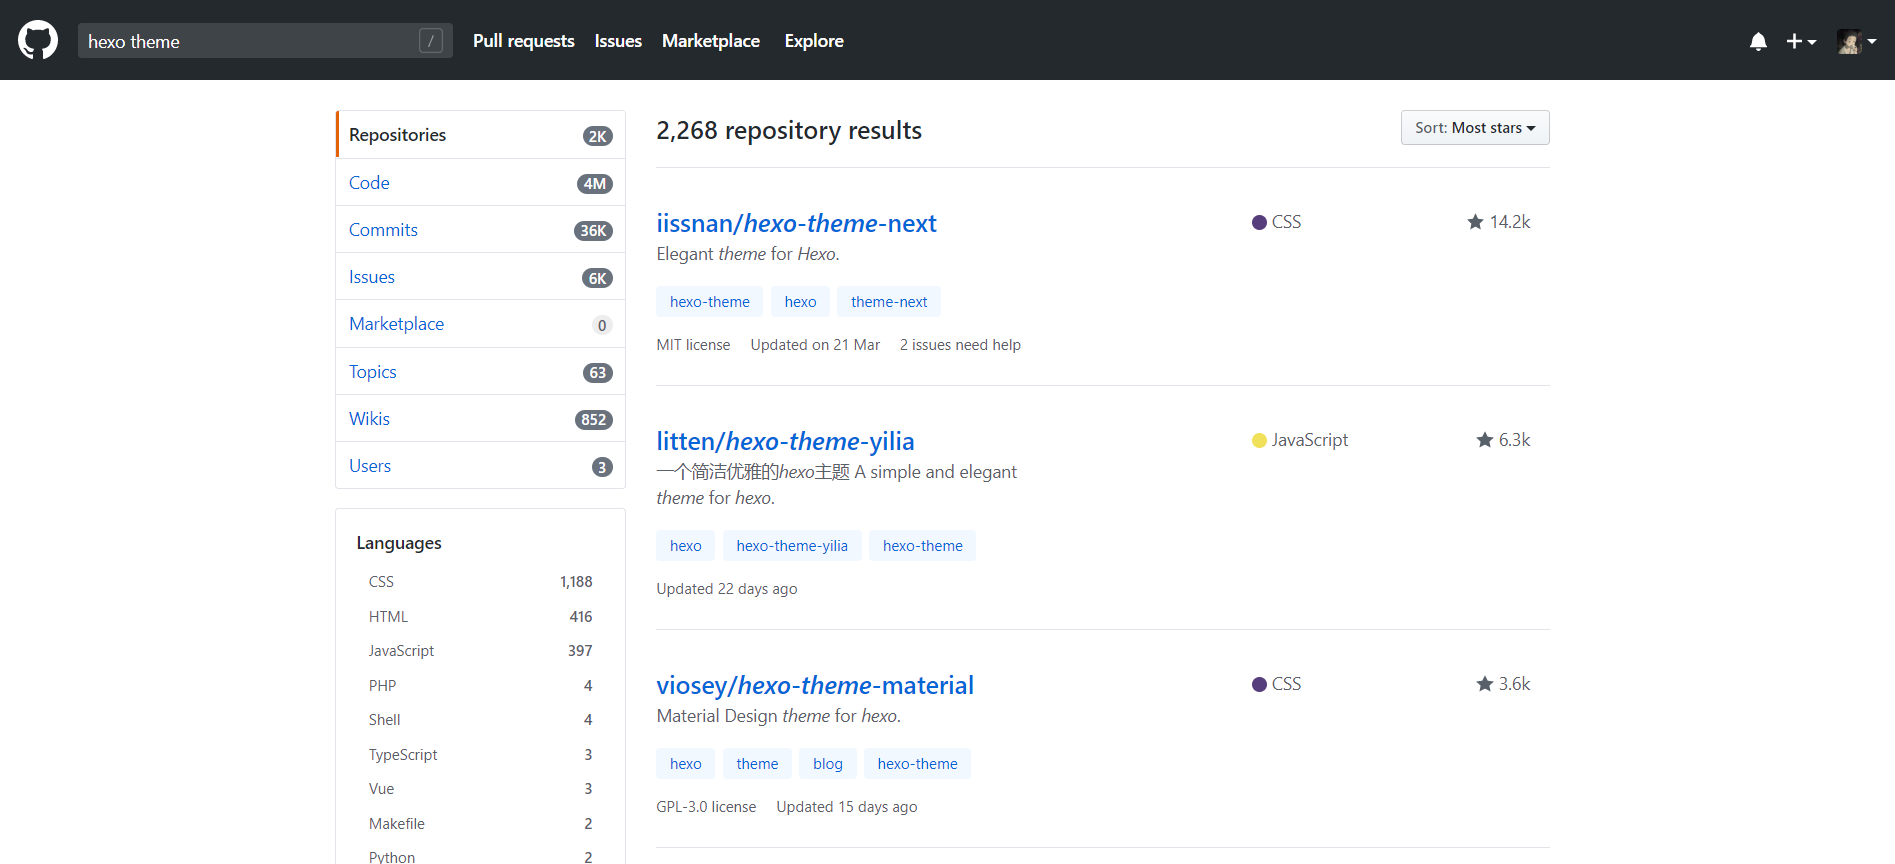 hexo theme /
Pull requests Issues Marketplace Explore
Repositories 2K
Code 4M
Commits 36K
Issues 6K
Marketplace 0
Topics 63
Wikis 852
Users 3
Languages
CSS 1,188
HTML 416
JavaScript 397
PHP 4
Shell 4
TypeScript 3
Vue 3
Makefile 2
Python 2
2,268 repository results
Sort: Most stars
iissnan/hexo-theme-next
CSS
14.2k
Elegant theme for Hexo.
hexo-theme hexo theme-next
MIT license Updated on 21 Mar 2 issues need help
litten/hexo-theme-yilia
JavaScript
6.3k
一个简洁优雅的hexo主题 A simple and elegant
theme for hexo.
hexo hexo-theme-yilia hexo-theme
Updated 22 days ago
viosey/hexo-theme-material
CSS
3.6k
Material Design theme for hexo.
hexo theme blog hexo-theme
GPL-3.0 license Updated 15 days ago